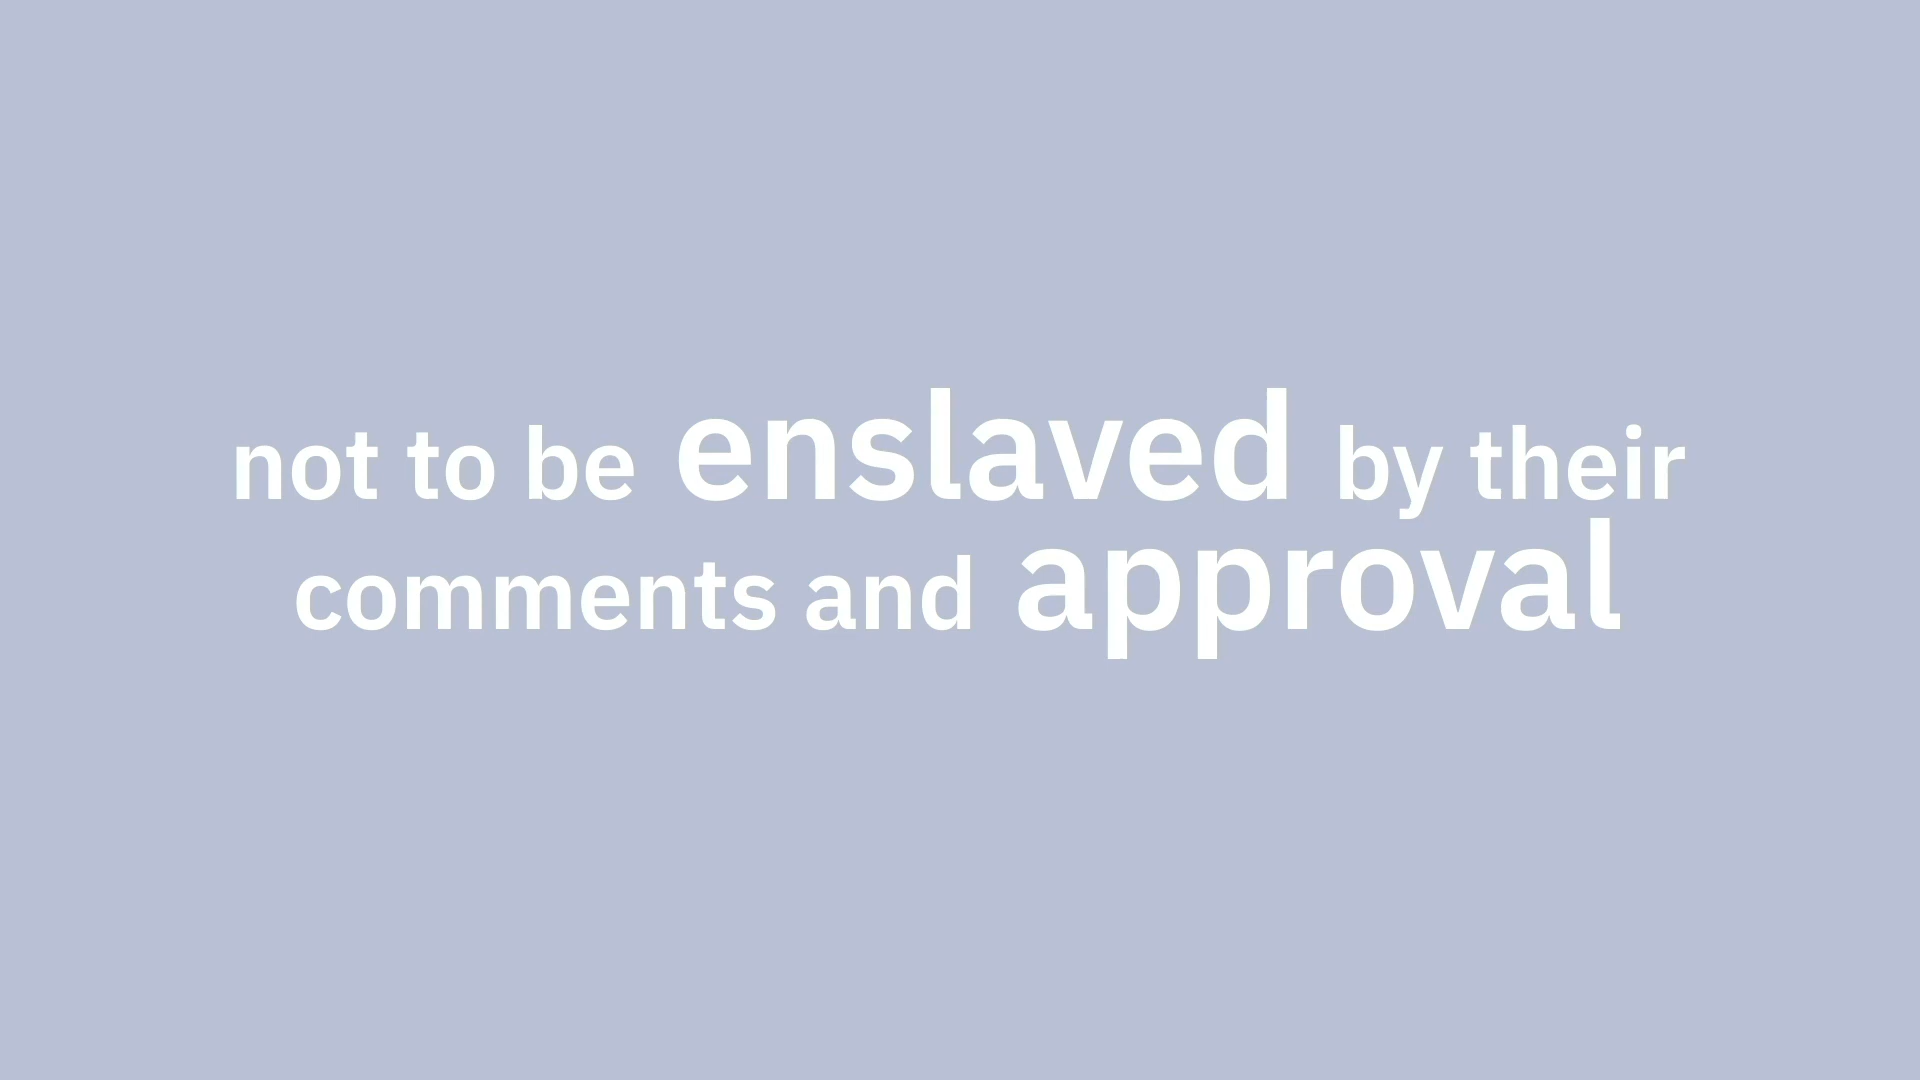 not to be enslaved by their
comments and approval